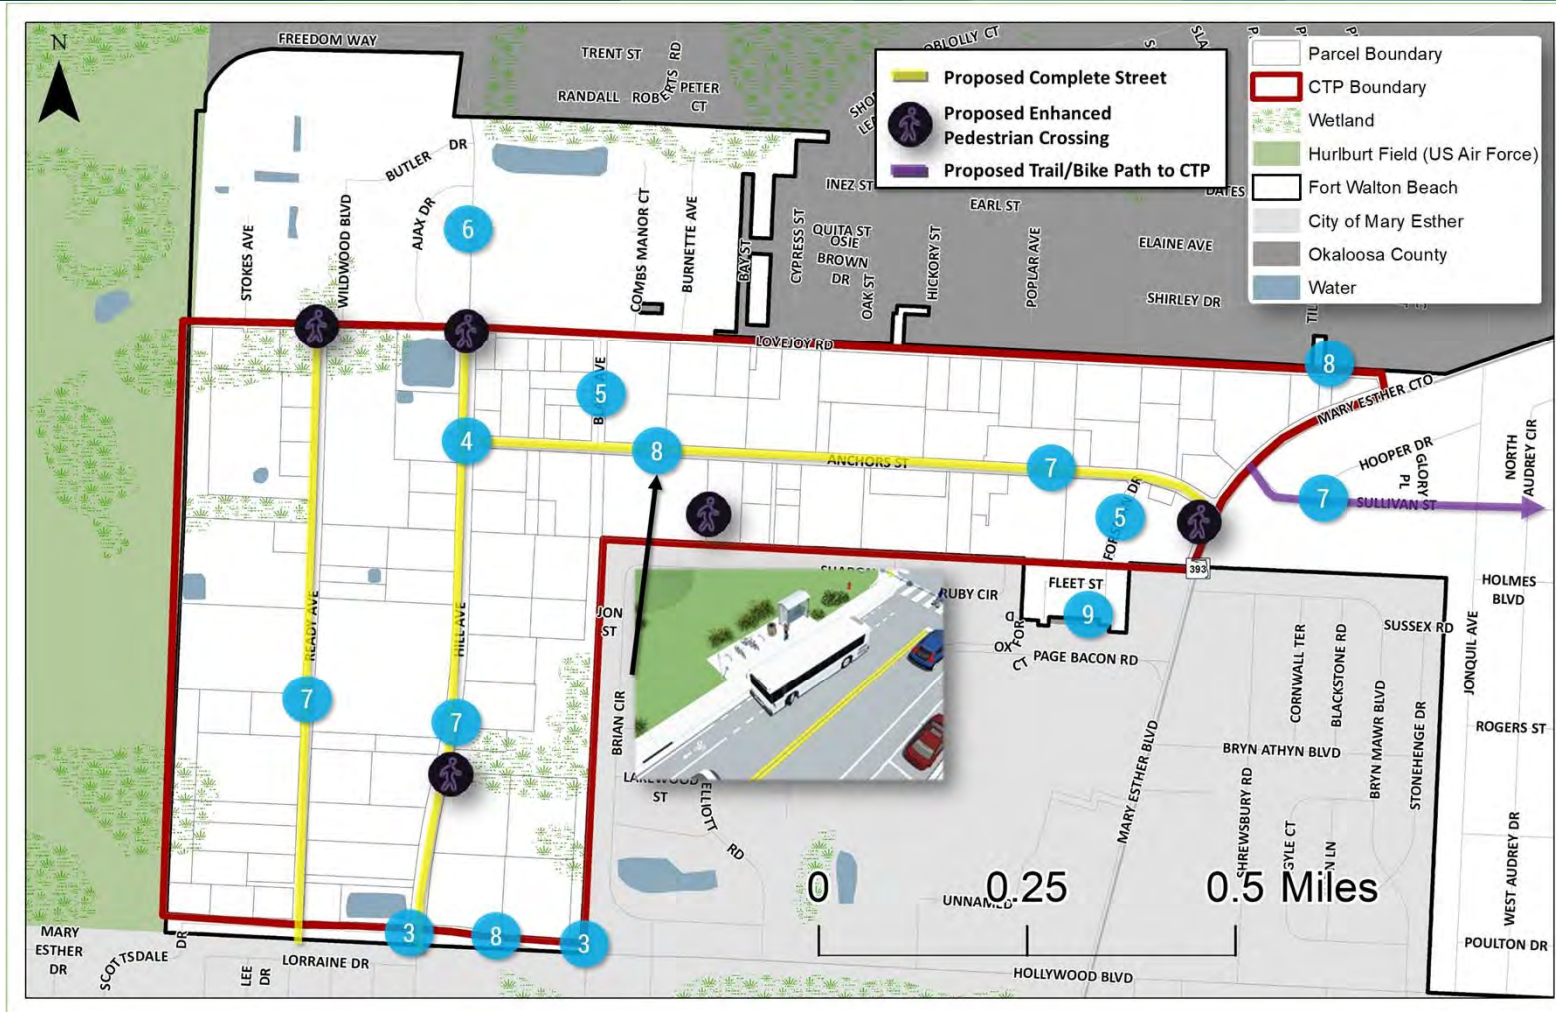 N
FREEDOM WAY
TRENT ST
RANDALL
PETER
CT
Proposed Complete Street
Proposed Enhanced
Pedestrian Crossing
Proposed Trail/Bike Path to CTP
Parcel Boundary
CTP Boundary
Wetland
Hurlburt Field (US Air Force)
Fort Walton Beach
City of Mary Esther
Okaloosa County
Water
BUTLER DR
AJAX DR
STOKES AVE
WILDWOOD BLVD
6
COMBS MANOR CT
BURNETTE AVE
BAY ST
CYPRESS ST
INEZ ST
QUITA ST
OSIE
BROWN
DR
OAK ST
HICKORY ST
EARL ST
POPLAR AVE
ELAINE AVE
SHIRLEY DR
LOVEJOY RD
8
MARY ESTHER CTO
5
4
8
ANCHORS ST
7
5
7
HOOPER DR
GLORY
PL
SULLIVAN ST
NORTH
AUDREY CIR
393
HOLMES
BLVD
READY AVE
HILL AVE
JON
ST
RUBY CIR
FLEET ST
9
PAGE BACON RD
SUSSEX RD
JONQUIL AVE
CORNWALL TER
BLACKSTONE RD
BRYN MAWR BLVD
STONEHENGE DR
ROGERS ST
BRYN ATHYN BLVD
7
7
BRIAN CIR
LAKEWOOD
ST
ELLIOTT
RD
MARY ESTHER BLVD
SHREWSBURY RD
WEST AUDREY DR
0
0.25
0.5 Miles
UNNAMED
3
8
3
MARY
ESTHER
DR
SCOTTSDALE
DR
LEE
DR
LORRAINE DR
HOLLYWOOD BLVD
POULTON DR